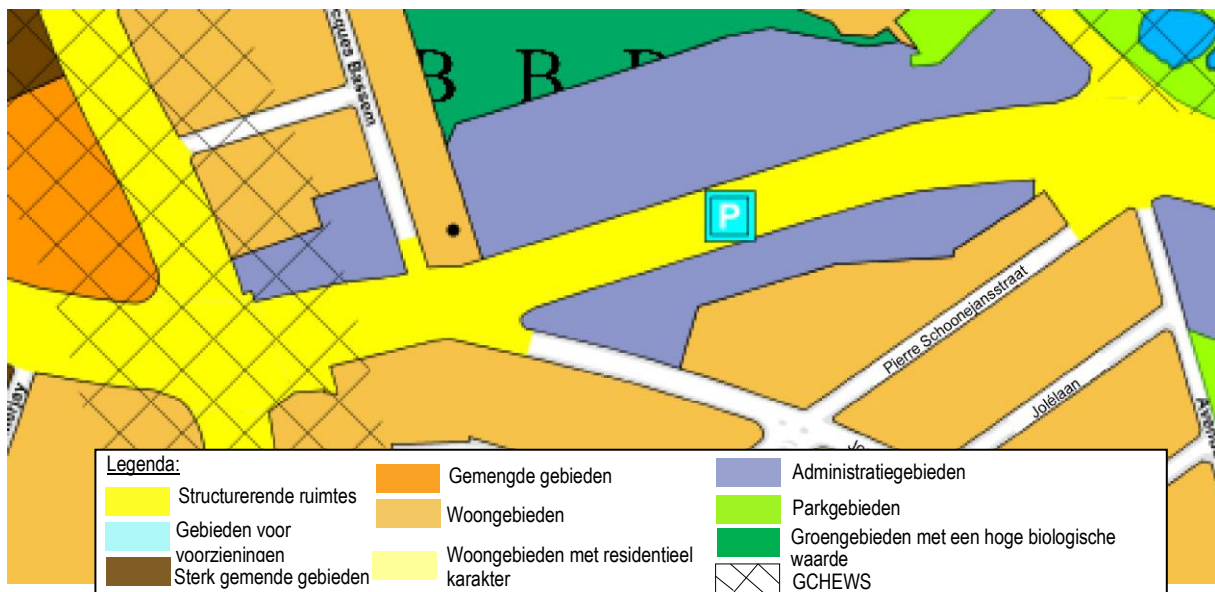 cques Bassem
B B B
P
Pierre Schoonejansstraat
Jolélaan
Legenda:
Structurerende ruimtes
Gebieden voor
voorzieningen
Sterk gemende gebieden
Gemengde gebieden
Woongebieden
Woongebieden met residentieel
karakter
Administratiegebieden
Parkgebieden
Groengebieden met een hoge biologische
waarde
GCHEWS